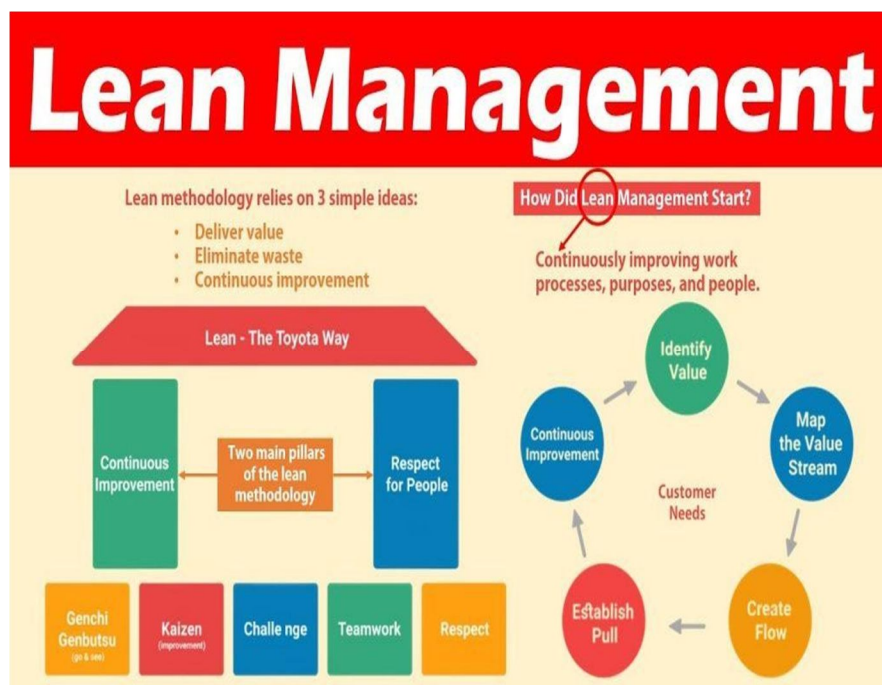 Lean Management
Lean methodology relies on 3 simple ideas:
• Deliver value
• Eliminate waste
• Continuous improvement
Lean - The Toyota Way
Continuous
Improvement
Two main pillars
of the lean
methodology
Respect
for People
Genchi
Genbutsu
(go & see)
Kaizen
(improvement)
Challe nge
Teamwork
Respect
How Did Lean Management Start?
Continuously improving work
processes, purposes, and people.
Identify
Value
Map
the Value
Stream
Create
Flow
Establish
Pull
Continuous
Improvement
Customer
Needs